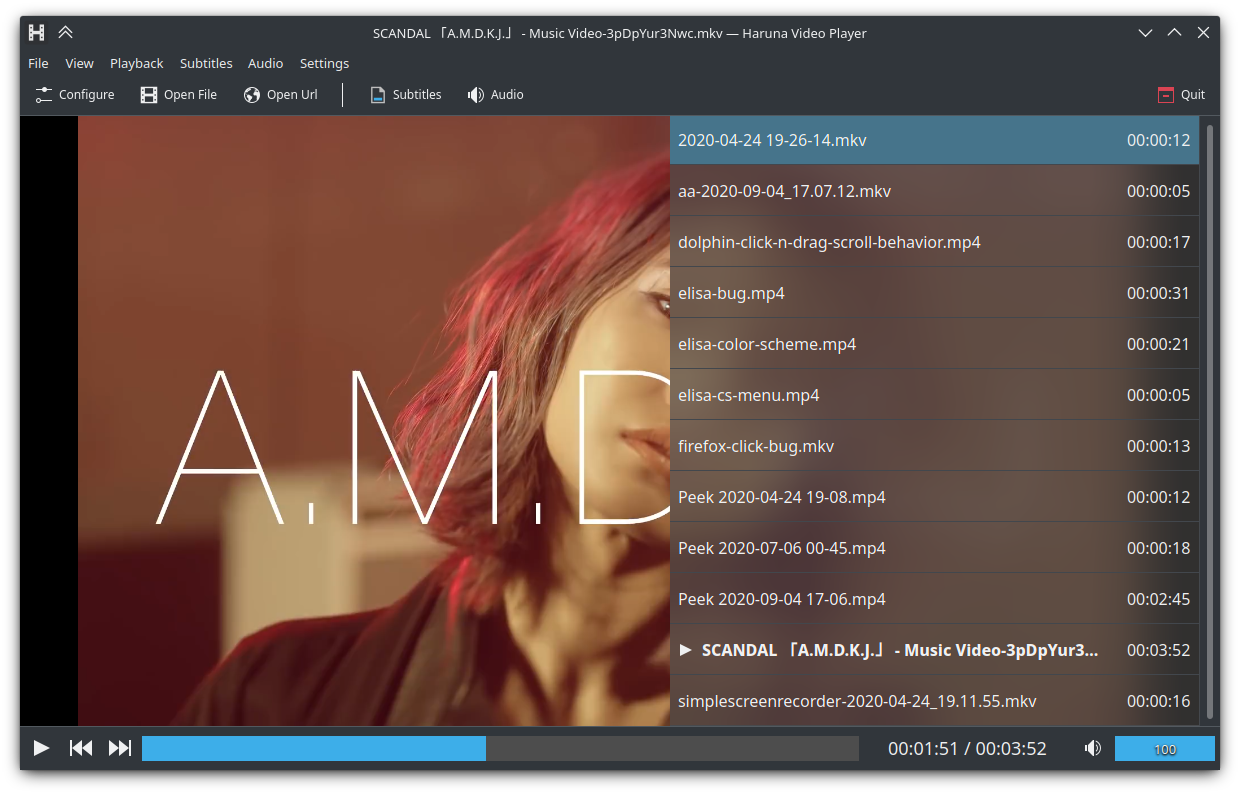 SCANDAL 「A.M.D.K.J.」 - Music Video-3pDpYur3Nwc.mkv — Haruna Video Player
File View Playback Subtitles Audio Settings
Configure Open File Open Url Subtitles Audio Quit
2020-04-24 19-26-14.mkv 00:00:12
aa-2020-09-04_17.07.12.mkv 00:00:05
dolphin-click-n-drag-scroll-behavior.mp4 00:00:17
elisa-bug.mp4 00:00:31
elisa-color-scheme.mp4 00:00:21
elisa-cs-menu.mp4 00:00:05
firefox-click-bug.mkv 00:00:13
Peek 2020-04-24 19-08.mp4 00:00:12
Peek 2020-07-06 00-45.mp4 00:00:18
Peek 2020-09-04 17-06.mp4 00:02:45
SCANDAL 「A.M.D.K.J.」 - Music Video-3pDpYur3... 00:03:52
simplescreenrecorder-2020-04-24_19.11.55.mkv 00:00:16
A.M.D
00:01:51 / 00:03:52 100